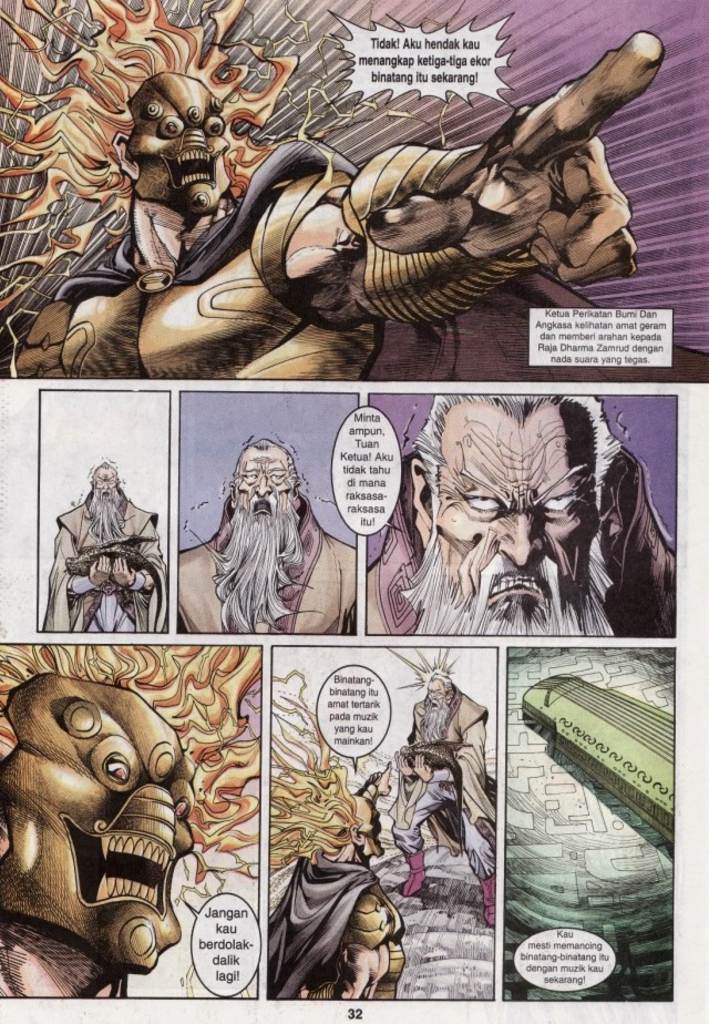 Tidak! Aku hendak kau
menangkap ketiga-tiga ekor
binatang itu sekarang!
Ketua Perikatan Bumi Dan
Angkasa kelihatan amat geram
dan memberi arahan kepada
Raja Dharma Zamrud dengan
nada suara yang tegas.
Minta
ampun,
Tuan
Ketua! Aku
tidak tahu
di mana
raksasa-
raksasa
itu!
Jangan
kau
berdolak-
dalik
lagi!
Binatang-
binatang itu
amat tertarik
pada muzik
yang kau
mainkan!
Kau
mesti memancing
binatang-binatang itu
dengan muzik kau
sekarang!
32